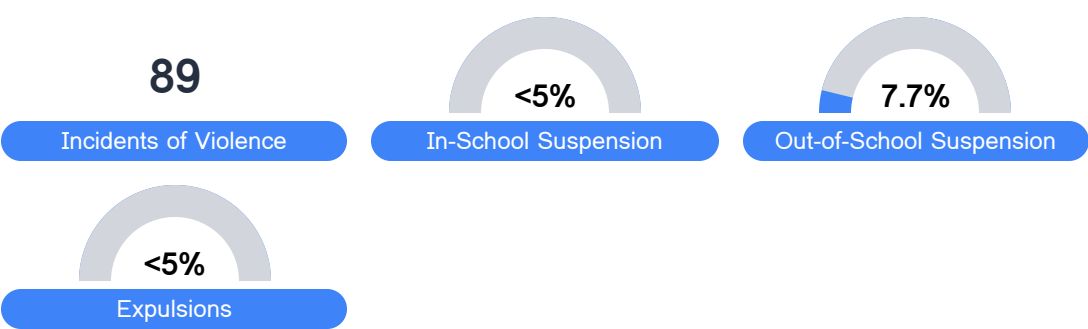 89
Incidents of Violence
<5%
In-School Suspension
7.7%
Out-of-School Suspension
<5%
Expulsions